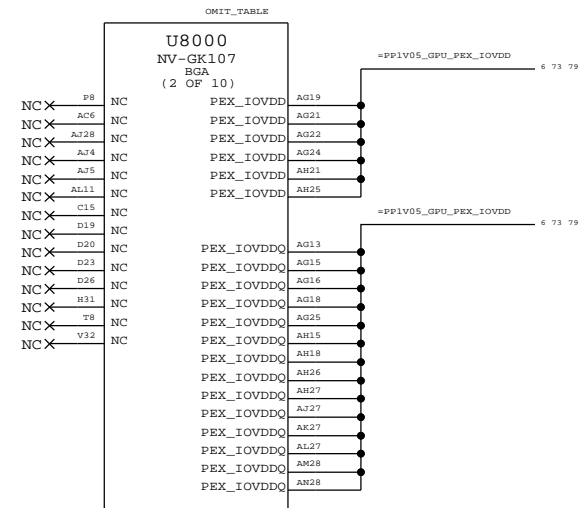 OMIT_TABLE
U8000
NV-GK107
BGA
(2 OF 10)
=PP1V05_GPU_PEX_IOVDD
6 73 79
NC P8 NC PEX_IOVDD AG19
NC AC6 NC PEX_IOVDD AG21
NC AJ28 NC PEX_IOVDD AG22
NC AJ4 NC PEX_IOVDD AG24
NC AJ5 NC PEX_IOVDD AH21
NC AL11 NC PEX_IOVDD AH25
NC C15 NC
=PP1V05_GPU_PEX_IOVDD
6 73 79
NC D19 NC
NC D20 NC PEX_IOVDDQ AG13
NC D23 NC PEX_IOVDDQ AG15
NC D26 NC PEX_IOVDDQ AG16
NC H31 NC PEX_IOVDDQ AG18
NC T8 NC PEX_IOVDDQ AG25
NC V32 NC PEX_IOVDDQ AH15
PEX_IOVDDQ AH18
PEX_IOVDDQ AH26
PEX_IOVDDQ AH27
PEX_IOVDDQ AJ27
PEX_IOVDDQ AK27
PEX_IOVDDQ AL27
PEX_IOVDDQ AM28
PEX_IOVDDQ AN28